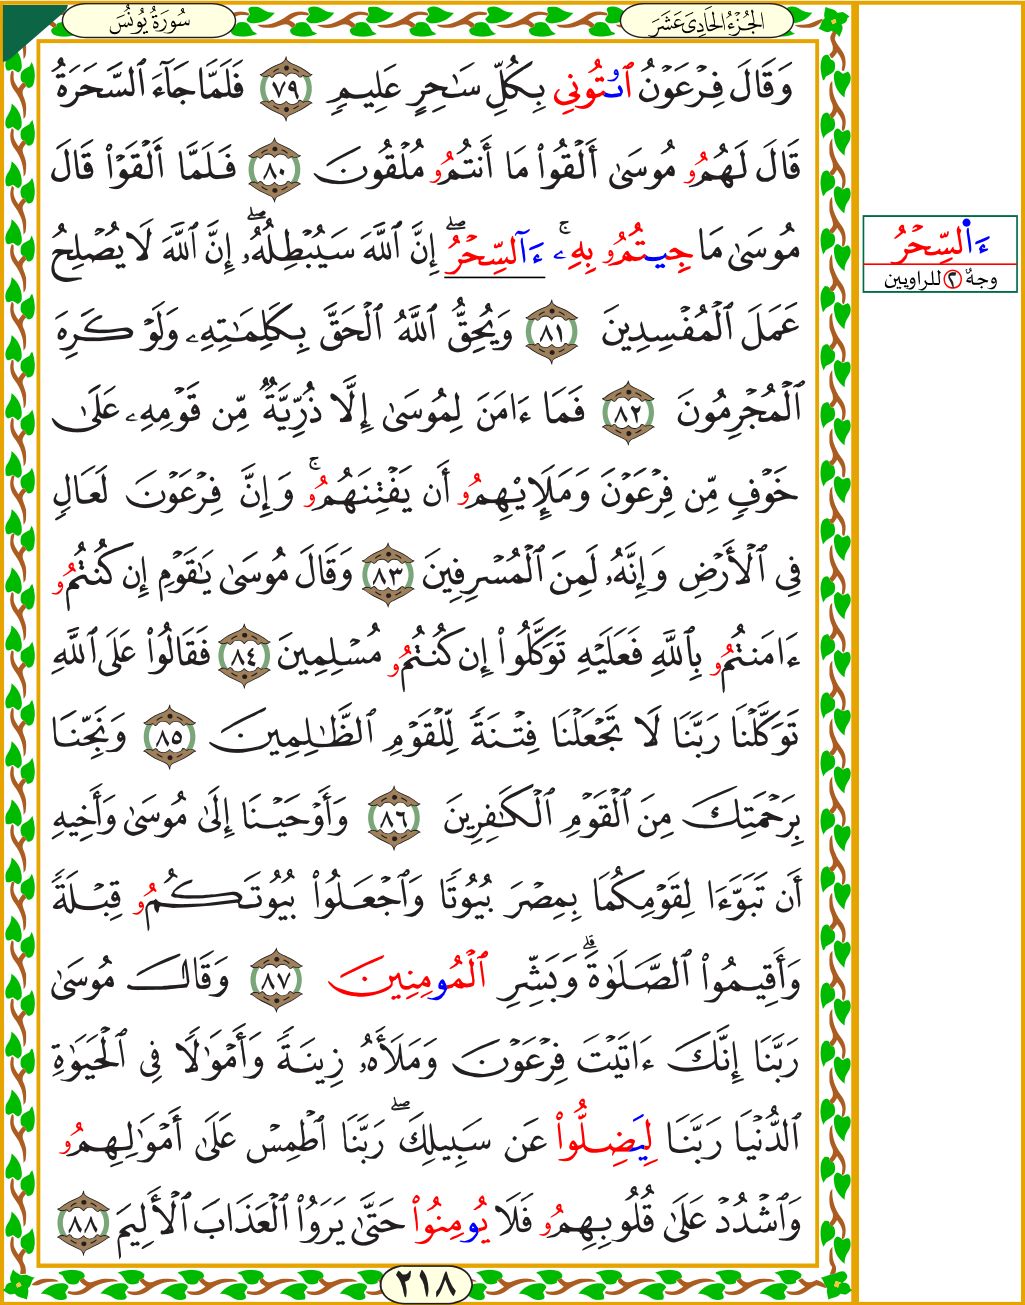 سُورَةُ يُونُسَ
الجُزْءُ الحَادِىَ عَشَرَ
وَقَالَ فِرْعَوْنُ ٱئۡتُونِي بِكُلِّ سَٰحِرٍ عَلِيمٖ ٧٩ فَلَمَّا جَآءَ ٱلسَّحَرَةُ
قَالَ لَهُمُۥ مُوسَىٰ أَلۡقُواْ مَا أَنتُمُۥ مُلۡقُونَ ٨٠ فَلَمَّا أَلۡقَوۡاْ قَالَ
مُوسَىٰ مَا جِيتُمُۥ بِهِۦۚ ءَآلسِّحۡرُۖ إِنَّ ٱللَّهَ سَيُبۡطِلُهُۥۖ إِنَّ ٱللَّهَ لَا يُصۡلِحُ
عَمَلَ ٱلۡمُفۡسِدِينَ ٨١ وَيُحِقُّ ٱللَّهُ ٱلۡحَقَّ بِكَلِمَٰتِهِۦ وَلَوۡ كَرِهَ
ٱلۡمُجۡرِمُونَ ٨٢ فَمَا ءَامَنَ لِمُوسَىٰ إِلَّا ذُرِّيَّةٞ مِّن قَوۡمِهِۦ عَلَىٰ
خَوۡفٖ مِّن فِرۡعَوۡنَ وَمَلَإِيْهِمُۥ أَن يَفۡتِنَهُمُۥۚ وَإِنَّ فِرۡعَوۡنَ لَعَالٖ
فِي ٱلۡأَرۡضِ وَإِنَّهُۥ لَمِنَ ٱلۡمُسۡرِفِينَ ٨٣ وَقَالَ مُوسَىٰ يَٰقَوۡمِ إِن كُنتُمُۥ
ءَامَنتُمُۥ بِٱللَّهِ فَعَلَيۡهِ تَوَكَّلُواْ إِن كُنتُمُۥ مُسۡلِمِينَ ٨٤ فَقَالُواْ عَلَى ٱللَّهِ
تَوَكَّلۡنَا رَبَّنَا لَا تَجۡعَلۡنَا فِتۡنَةٗ لِّلۡقَوۡمِ ٱلظَّٰلِمِينَ ٨٥ وَنَجِّنَا
بِرَحۡمَتِكَ مِنَ ٱلۡقَوۡمِ ٱلۡكَٰفِرِينَ ٨٦ وَأَوۡحَيۡنَا إِلَىٰ مُوسَىٰ وَأَخِيهِ
أَن تَبَوَّءَا لِقَوۡمِكُمَا بِمِصۡرَ بُيُوتٗا وَٱجۡعَلُواْ بُيُوتَكُمُۥ قِبۡلَةٗ
وَأَقِيمُواْ ٱلصَّلَوٰةَۗ وَبَشِّرِ ٱلۡمُومِنِينَ ٨٧ وَقَالَ مُوسَىٰ
رَبَّنَا إِنَّكَ ءَاتَيۡتَ فِرۡعَوۡنَ وَمَلَأَهُۥ زِينَةٗ وَأَمۡوَٰلٗا فِي ٱلۡحَيَوٰةِ
ٱلدُّنۡيَا رَبَّنَا لِيَضِلُّواْ عَن سَبِيلِكَۖ رَبَّنَا ٱطۡمِسۡ عَلَىٰ أَمۡوَٰلِهِمُۥ
وَٱشۡدُدۡ عَلَىٰ قُلُوبِهِمُۥ فَلَا يُومِنُواْ حَتَّىٰ يَرَوُاْ ٱلۡعَذَابَ ٱلۡأَلِيمَ ٨٨
٢١٨
ءَا۬لسِّحۡرُ
وجهٌ ٢ للراويين